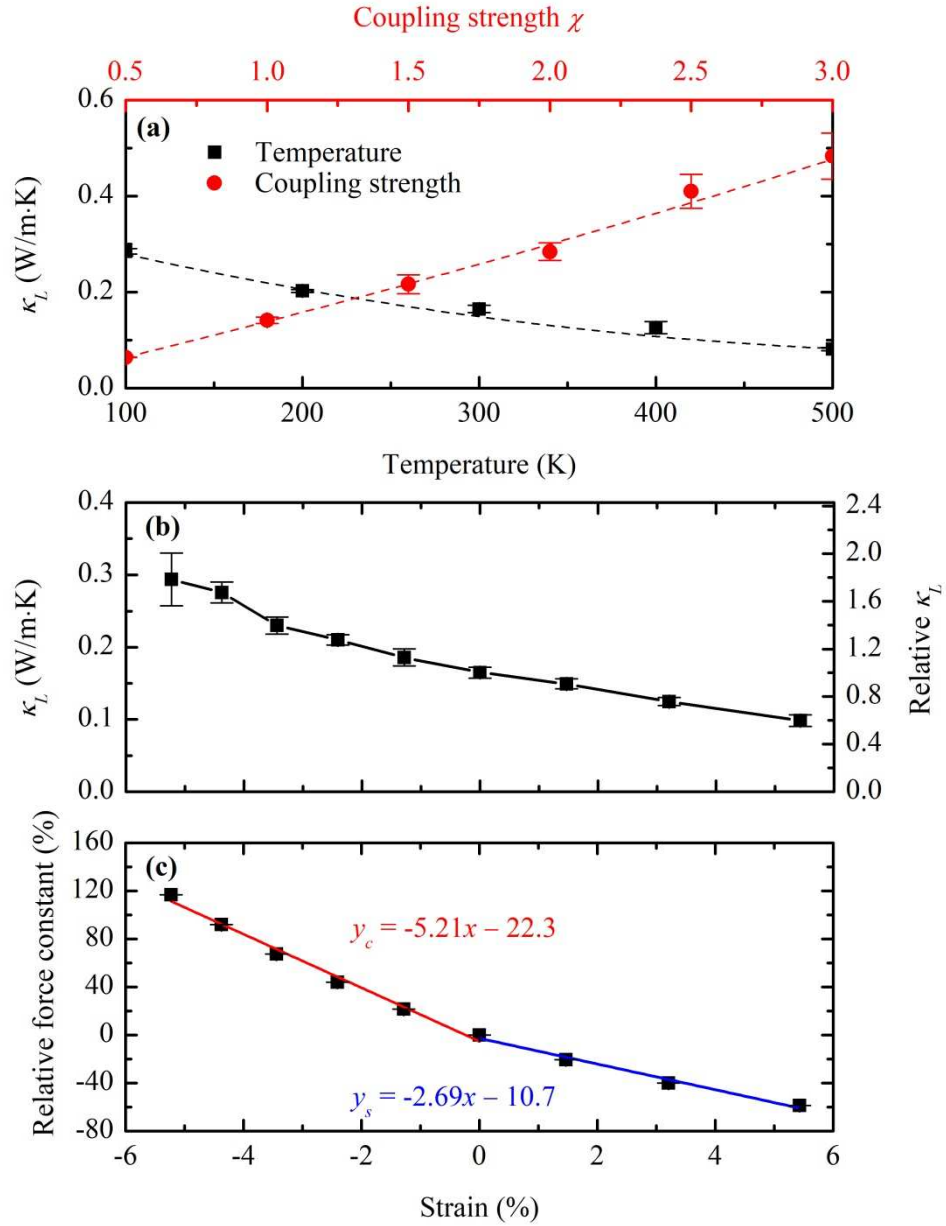 Coupling strength χ
0.5 1.0 1.5 2.0 2.5 3.0
0.6
(a)
Temperature
Coupling strength
0.4
κL (W/m·K)
0.2
0.0
100 200 300 400 500
Temperature (K)
0.4
(b)
2.4
2.0
0.3
1.6
κL (W/m·K)
0.2
1.2
Relative κL
0.8
0.1
0.4
0.0
0.0
160
(c)
Relative force constant (%)
120
yc = -5.21x – 22.3
80
40
0
-40
ys = -2.69x – 10.7
-80
-6 -4 -2 0 2 4 6
Strain (%)